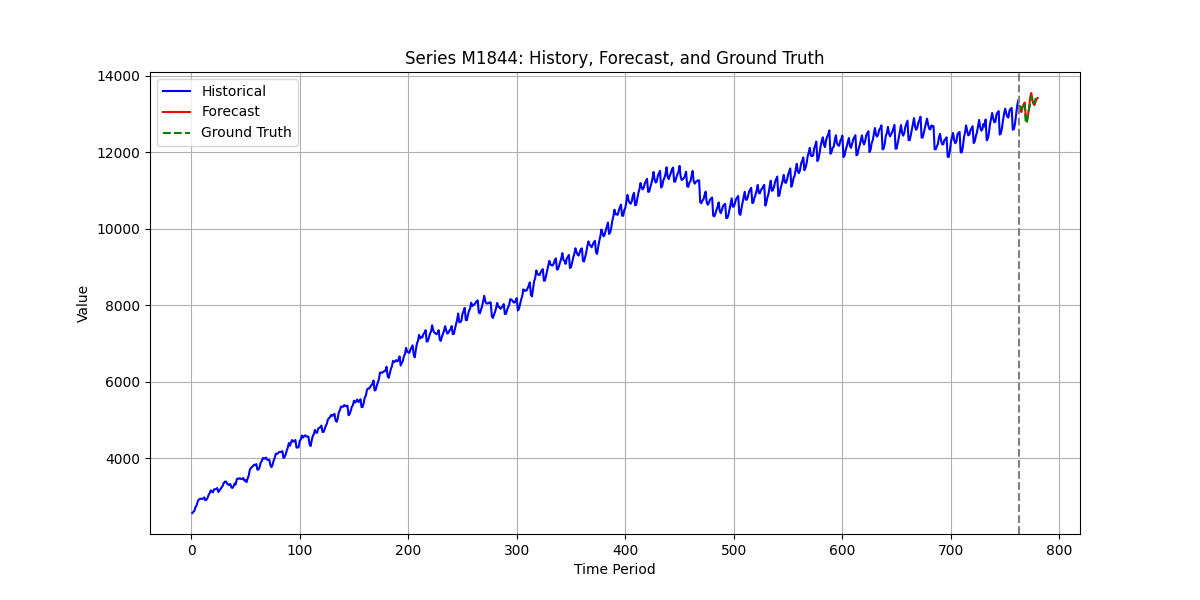 Series M1844: History, Forecast, and Ground Truth
Historical
Forecast
Ground Truth
Value
14000
12000
10000
8000
6000
4000
0 100 200 300 400 500 600 700 800
Time Period